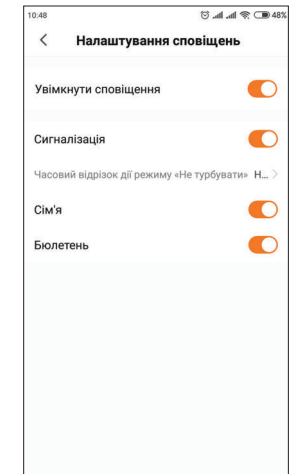 10:48 48%
Налаштування сповіщень
Увімкнути сповіщення
Сигналізація
Часовий відрізок дії режиму «Не турбувати» Н...
Сім'я
Бюлетень